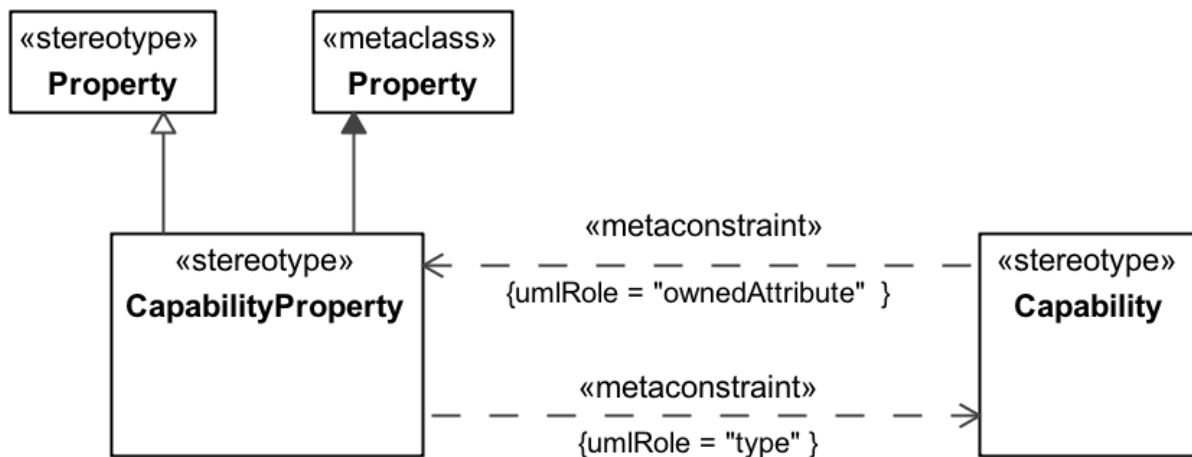 «stereotype»
Property
«metaclass»
Property
«stereotype»
CapabilityProperty
«metaconstraint»
{umlRole = "ownedAttribute"  }
«metaconstraint»
{umlRole = "type" }
«stereotype»
Capability